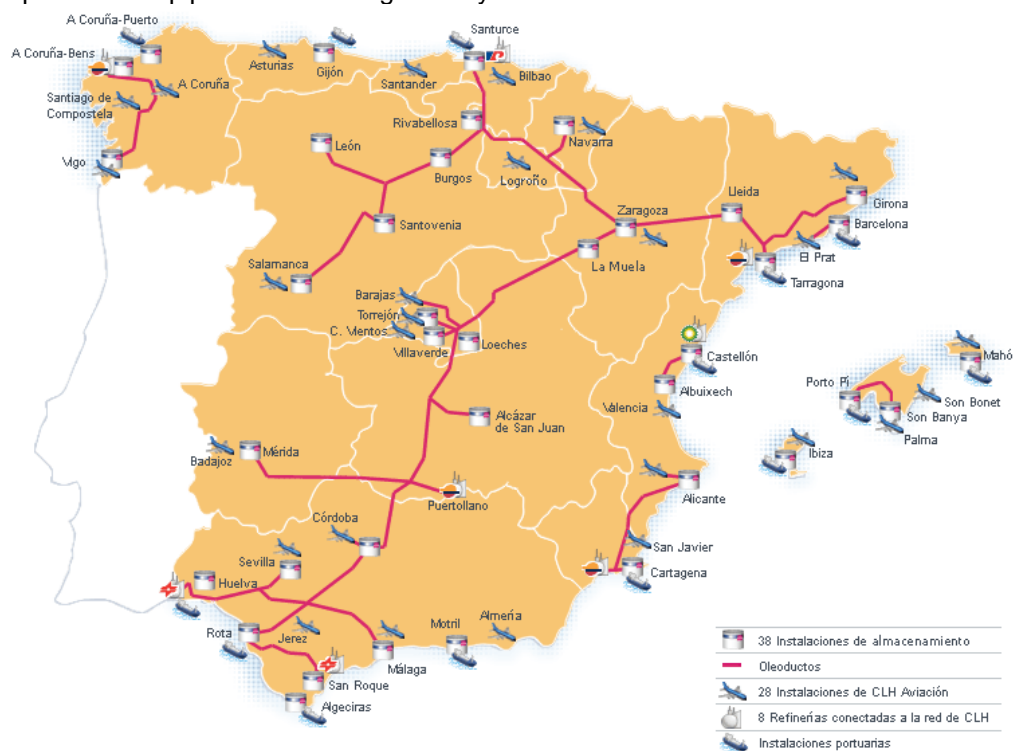 A Coruña-Puerto
A Coruña-Bens
Santiago de
Compostela
A Coruña
Vigo
Asturias
Gijón
Santander
Santurce
Bilbao
Rivabellosa
León
Burgos
Logroño
Navarra
Santovenia
Zaragoza
Lleida
Girona
Barcelona
El Prat
Tarragona
La Muela
Salamanca
Barajas
Torrejón
C. Vientos
Villaverde
Loeches
Castellón
Albuixech
Valencia
Porto Pí
Mahó
Son Bonet
Son Banya
Palma
Ibiza
Alcázar
de San Juan
Badajoz
Mérida
Puertollano
Alicante
Córdoba
San Javier
Cartagena
Sevilla
Huelva
Rota
Jerez
Málaga
Motril
Almería
San Roque
Algeciras
38 Instalaciones de almacenamiento
Oleoductos
28 Instalaciones de CLH Aviación
8 Refinerías conectadas a la red de CLH
Instalaciones portuarias